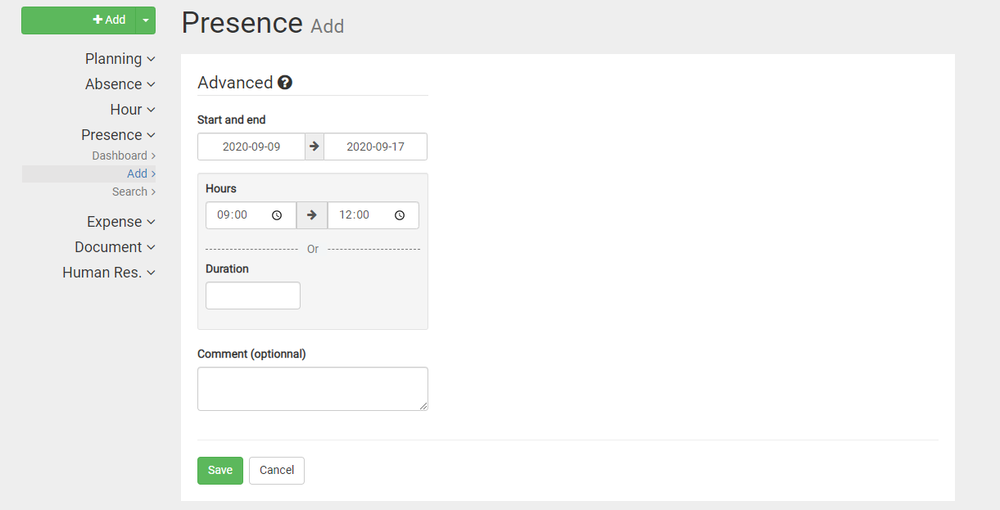 Add
Planning
Absence
Hour
Presence
Dashboard
Add
Search
Expense
Document
Human Res.
Presence Add
Advanced ?
Start and end
2020-09-09 2020-09-17
Hours
09:00 12:00
Or
Duration
Comment (optionnal)
Save Cancel